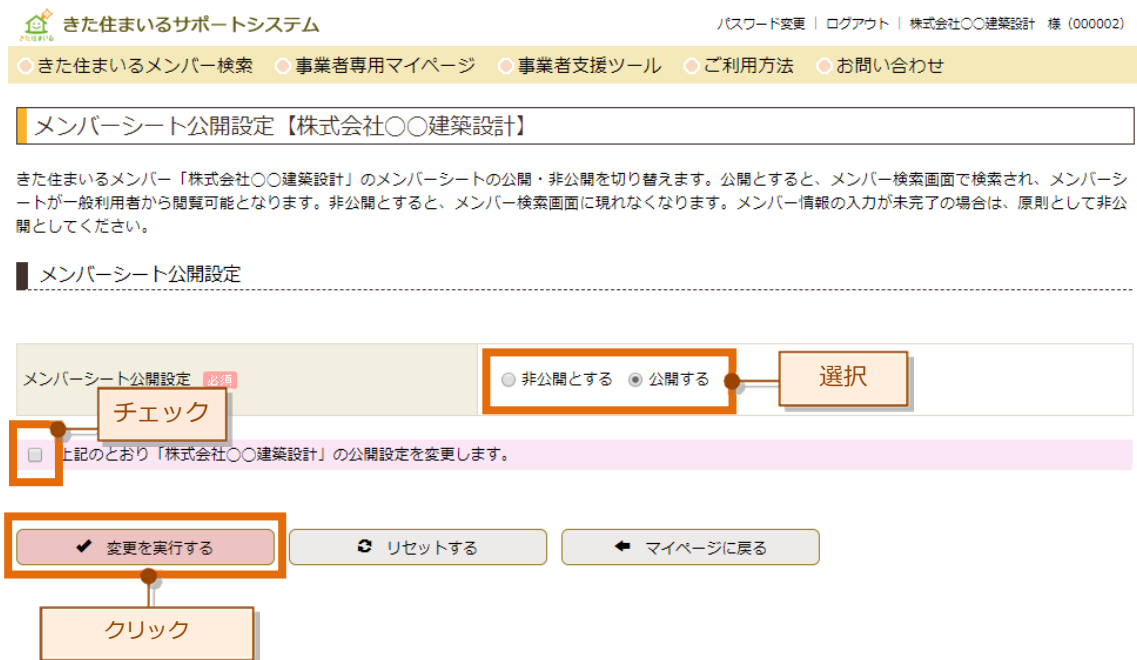 きた住まいる
きた住まいるサポートシステム
パスワード変更 | ログアウト | 株式会社〇〇建築設計 様 (000002)
きた住まいるメンバー検索 事業者専用マイページ 事業者支援ツール ご利用方法 お問い合わせ
メンバーシート公開設定【株式会社〇〇建築設計】
きた住まいるメンバー「株式会社〇〇建築設計」のメンバーシートの公開・非公開を切り替えます。公開とすると、メンバー検索画面で検索され、メンバーシ
ートが一般利用者から閲覧可能となります。非公開とすると、メンバー検索画面に現れなくなります。メンバー情報の入力が未完了の場合は、原則として非公
開としてください。
メンバーシート公開設定
メンバーシート公開設定 必須
非公開とする 公開する
選択
チェック
上記のとおり「株式会社〇〇建築設計」の公開設定を変更します。
変更を実行する リセットする マイページに戻る
クリック